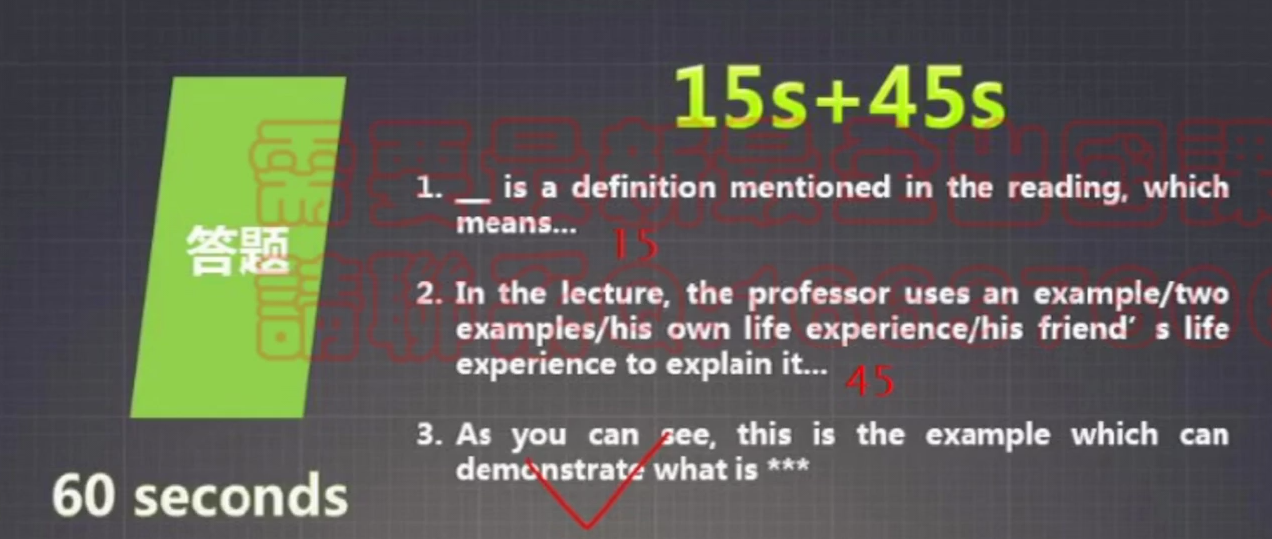 15s+45s
1. __ is a definition mentioned in the reading, which
means...
15
答题
2. In the lecture, the professor uses an example/two
examples/his own life experience/his friend’ s life
experience to explain it...
45
3. As you can see, this is the example which can
demonstrate what is ***
60 seconds